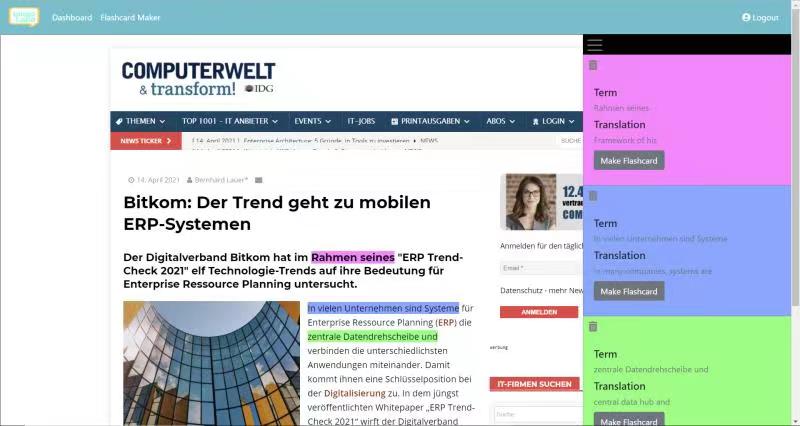 Dashboard Flashcard Maker
Logout
COMPUTERWELT
& transform! IDG
THEMEN TOP 1001 - IT ANBIETER EVENTS IT-JOBS PRINTAUSGABEN ABOS LOGIN
NEWS TICKER [ 14. April 2021 ] Enterprise Architecture: 5 Gründe, in Tools zu investieren NEWS SUCHE
14. April 2021 Bernhard Lauer*
Bitkom: Der Trend geht zu mobilen
ERP-Systemen
Der Digitalverband Bitkom hat im Rahmen seines "ERP Trend-
Check 2021" elf Technologie-Trends auf ihre Bedeutung für
Enterprise Ressource Planning untersucht.
In vielen Unternehmen sind Systeme für
Enterprise Ressource Planning (ERP) die
zentrale Datendrehscheibe und
verbinden die unterschiedlichsten
Anwendungen miteinander. Damit
kommt ihnen eine Schlüsselposition bei
der Digitalisierung zu. In dem jüngst
veröffentlichten Whitepaper „ERP Trend-
Check 2021" wirft der Digitalverband
12.4
vertrau
COM
Anmelden für den täglich
Email *
Datenschutz - mehr New
ANMELDEN
werbung
IT-FIRMEN SUCHEN
Suche
Term
Rahmen seines
Translation
Framework of his
Make Flashcard
Term
In vielen Unternehmen sind Systeme
Translation
In many companies, systems are
Make Flashcard
Term
zentrale Datendrehscheibe und
Translation
central data hub and
Make Flashcard